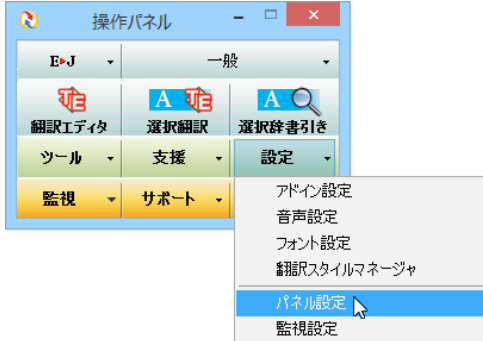 操作パネル
E▸J
一般
翻訳エディタ
選択翻訳
選択辞書引き
ツール
支援
設定
監視
サポート
アドイン設定
音声設定
フォント設定
翻訳スタイルマネージャ
パネル設定
監視設定